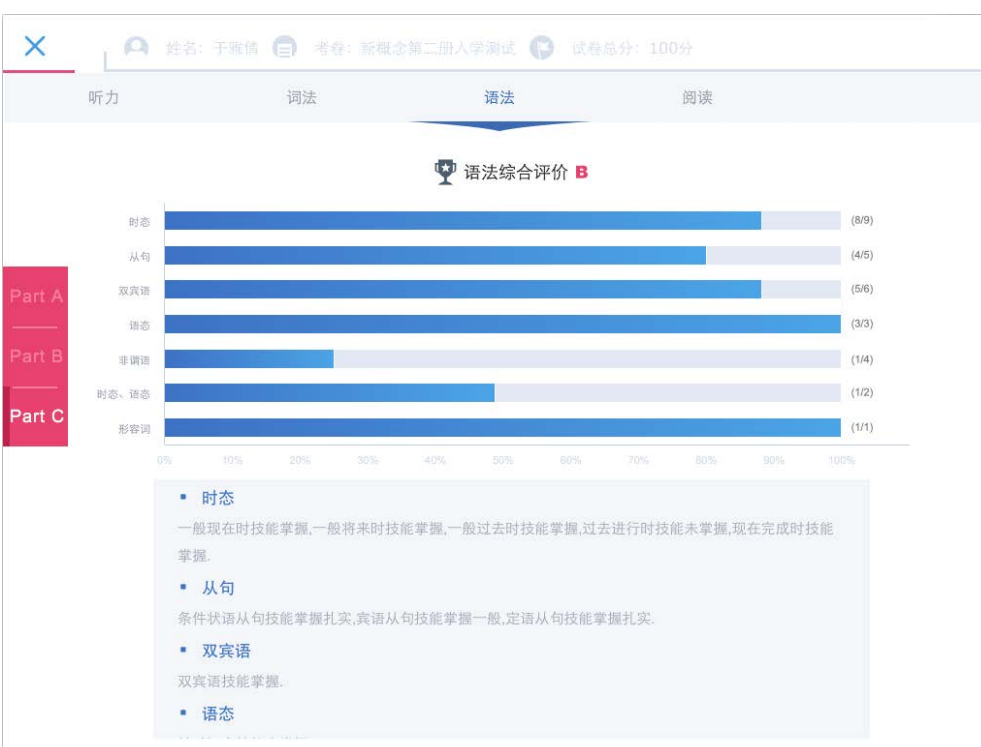 姓名: 于雅倩 考卷: 新概念第二册入学测试 试卷总分: 100分
听力 词法 语法 阅读
语法综合评价 B
时态 (8/9)
从句 (4/5)
双宾语 (5/6)
语态 (3/3)
非谓语 (1/4)
时态、语态 (1/2)
形容词 (1/1)
0% 10% 20% 30% 40% 50% 60% 70% 80% 90% 100%
Part A
Part B
Part C
时态
一般现在时技能掌握,一般将来时技能掌握,一般过去时技能掌握,过去进行时技能未掌握,现在完成时技能
掌握.
从句
条件状语从句技能掌握扎实,宾语从句技能掌握一般,定语从句技能掌握扎实.
双宾语
双宾语技能掌握.
语态